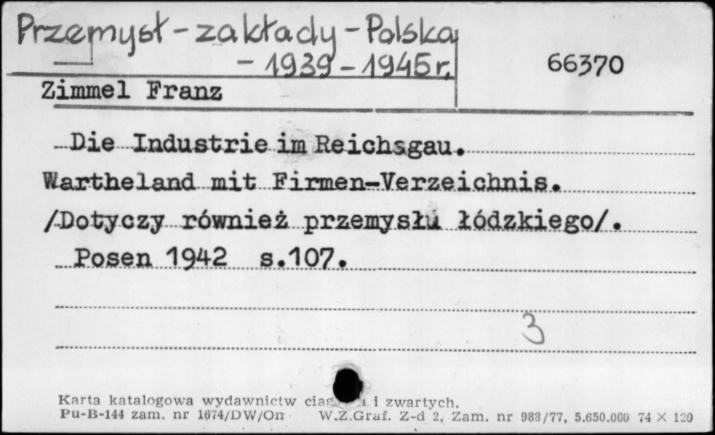 Przemysł - zakłady - Polska
- 1939 - 1945 r.
66370
Zimmel Franz
Die Industrie im Reichsgau.
Wartheland mit Firmen-Verzeichnis.
/Dotyczy również przemysłu łódzkiego/.
Posen 1942 s.107.
3
Karta katalogowa wydawnictw i zwartych.
Pu-B-144 zam. nr 1674/DW/On W.Z.Graf. Z-d 2, Zam. nr 988/77, 5.650.000 74 X 120